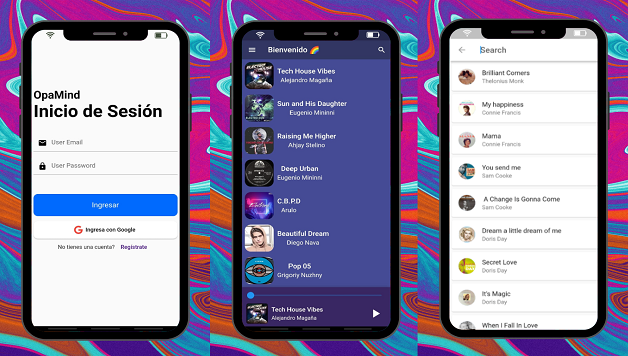 OpaMind
Inicio de Sesión
User Email
User Password
Ingresar
Ingresa con Google
No tienes una cuenta? Registrate
Bienvenido 🌈
Tech House Vibes
Alejandro Magaña
Sun and His Daughter
Eugenio Mininni
Raising Me Higher
Ahjay Stelino
Deep Urban
Eugenio Mininni
C.B.P.D
Arulo
Beautiful Dream
Diego Nava
Pop 05
Grigoriy Nuzhny
Tech House Vibes
Alejandro Magaña
Search
Brilliant Corners
Thelonius Monk
My happiness
Connie Francis
Mama
Connie Francis
You send me
Sam Cooke
A Change Is Gonna Come
Sam Cooke
Dream a little dream of me
Doris Day
Secret Love
Doris Day
It's Magic
Doris Day
When I Fall in Love